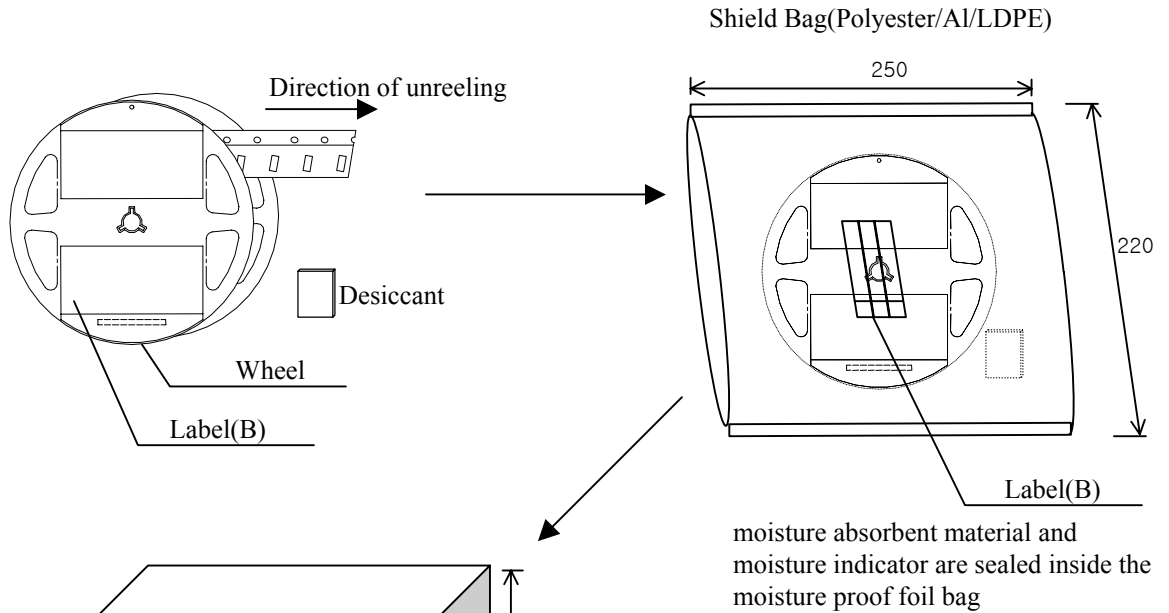 Shield Bag(Polyester/Al/LDPE)
250
Direction of unreeling
220
Desiccant
Wheel
Label(B)
Label(B)
moisture absorbent material and
moisture indicator are sealed inside the
moisture proof foil bag